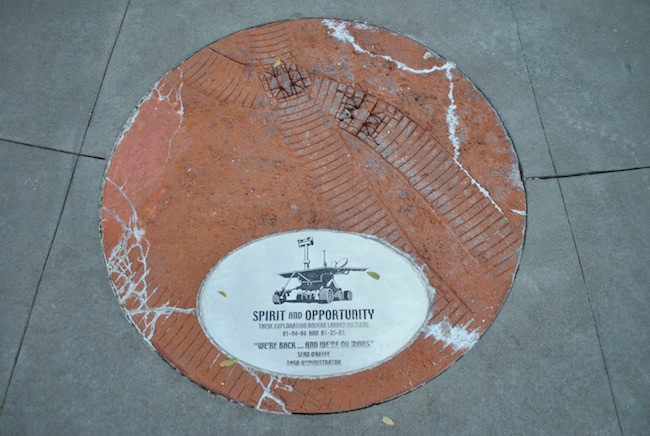 SPIRIT AND OPPORTUNITY
THESE EXPLORATION ROVERS LANDED ON MARS
01-04-04 AND 01-25-04
"WE'RE BACK ... AND WE'RE ON MARS"
SEAN O'KEEFE
NASA ADMINISTRATOR